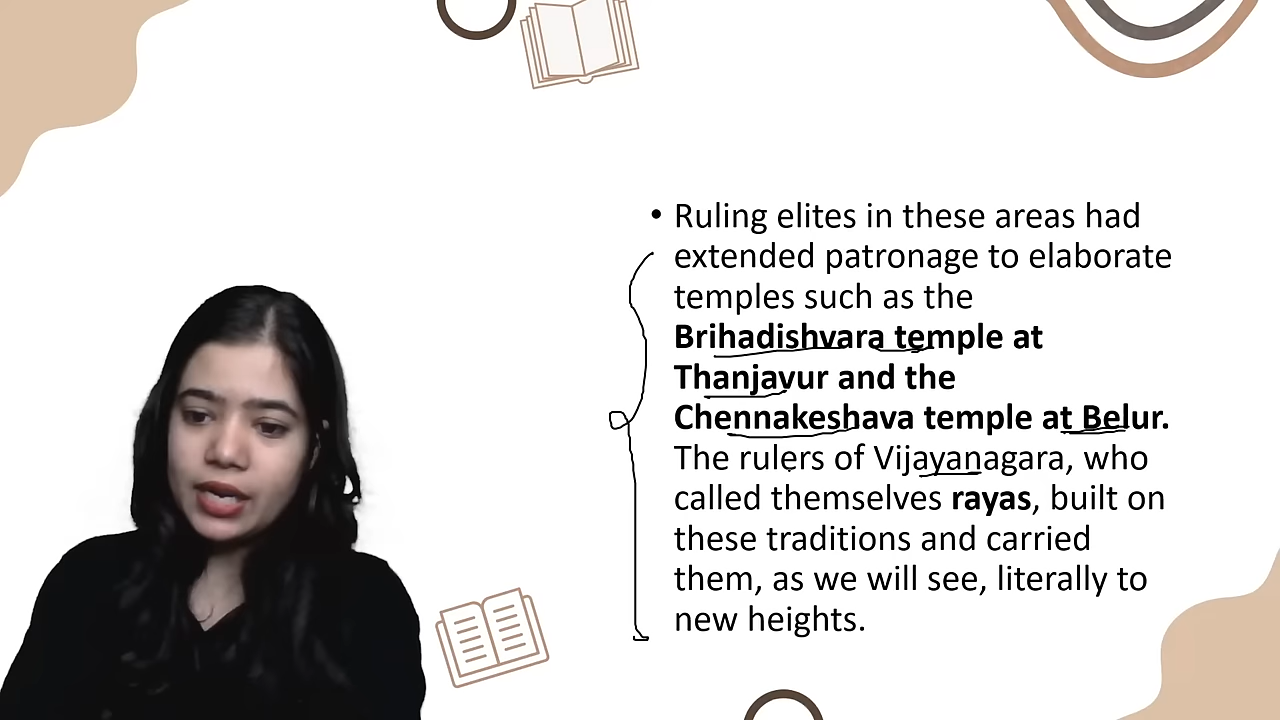 • Ruling elites in these areas had
extended patronage to elaborate
temples such as the
Brihadishvara temple at
Thanjavur and the
Chennakeshava temple at Belur.
The rulers of Vijayanagara, who
called themselves rayas, built on
these traditions and carried
them, as we will see, literally to
new heights.